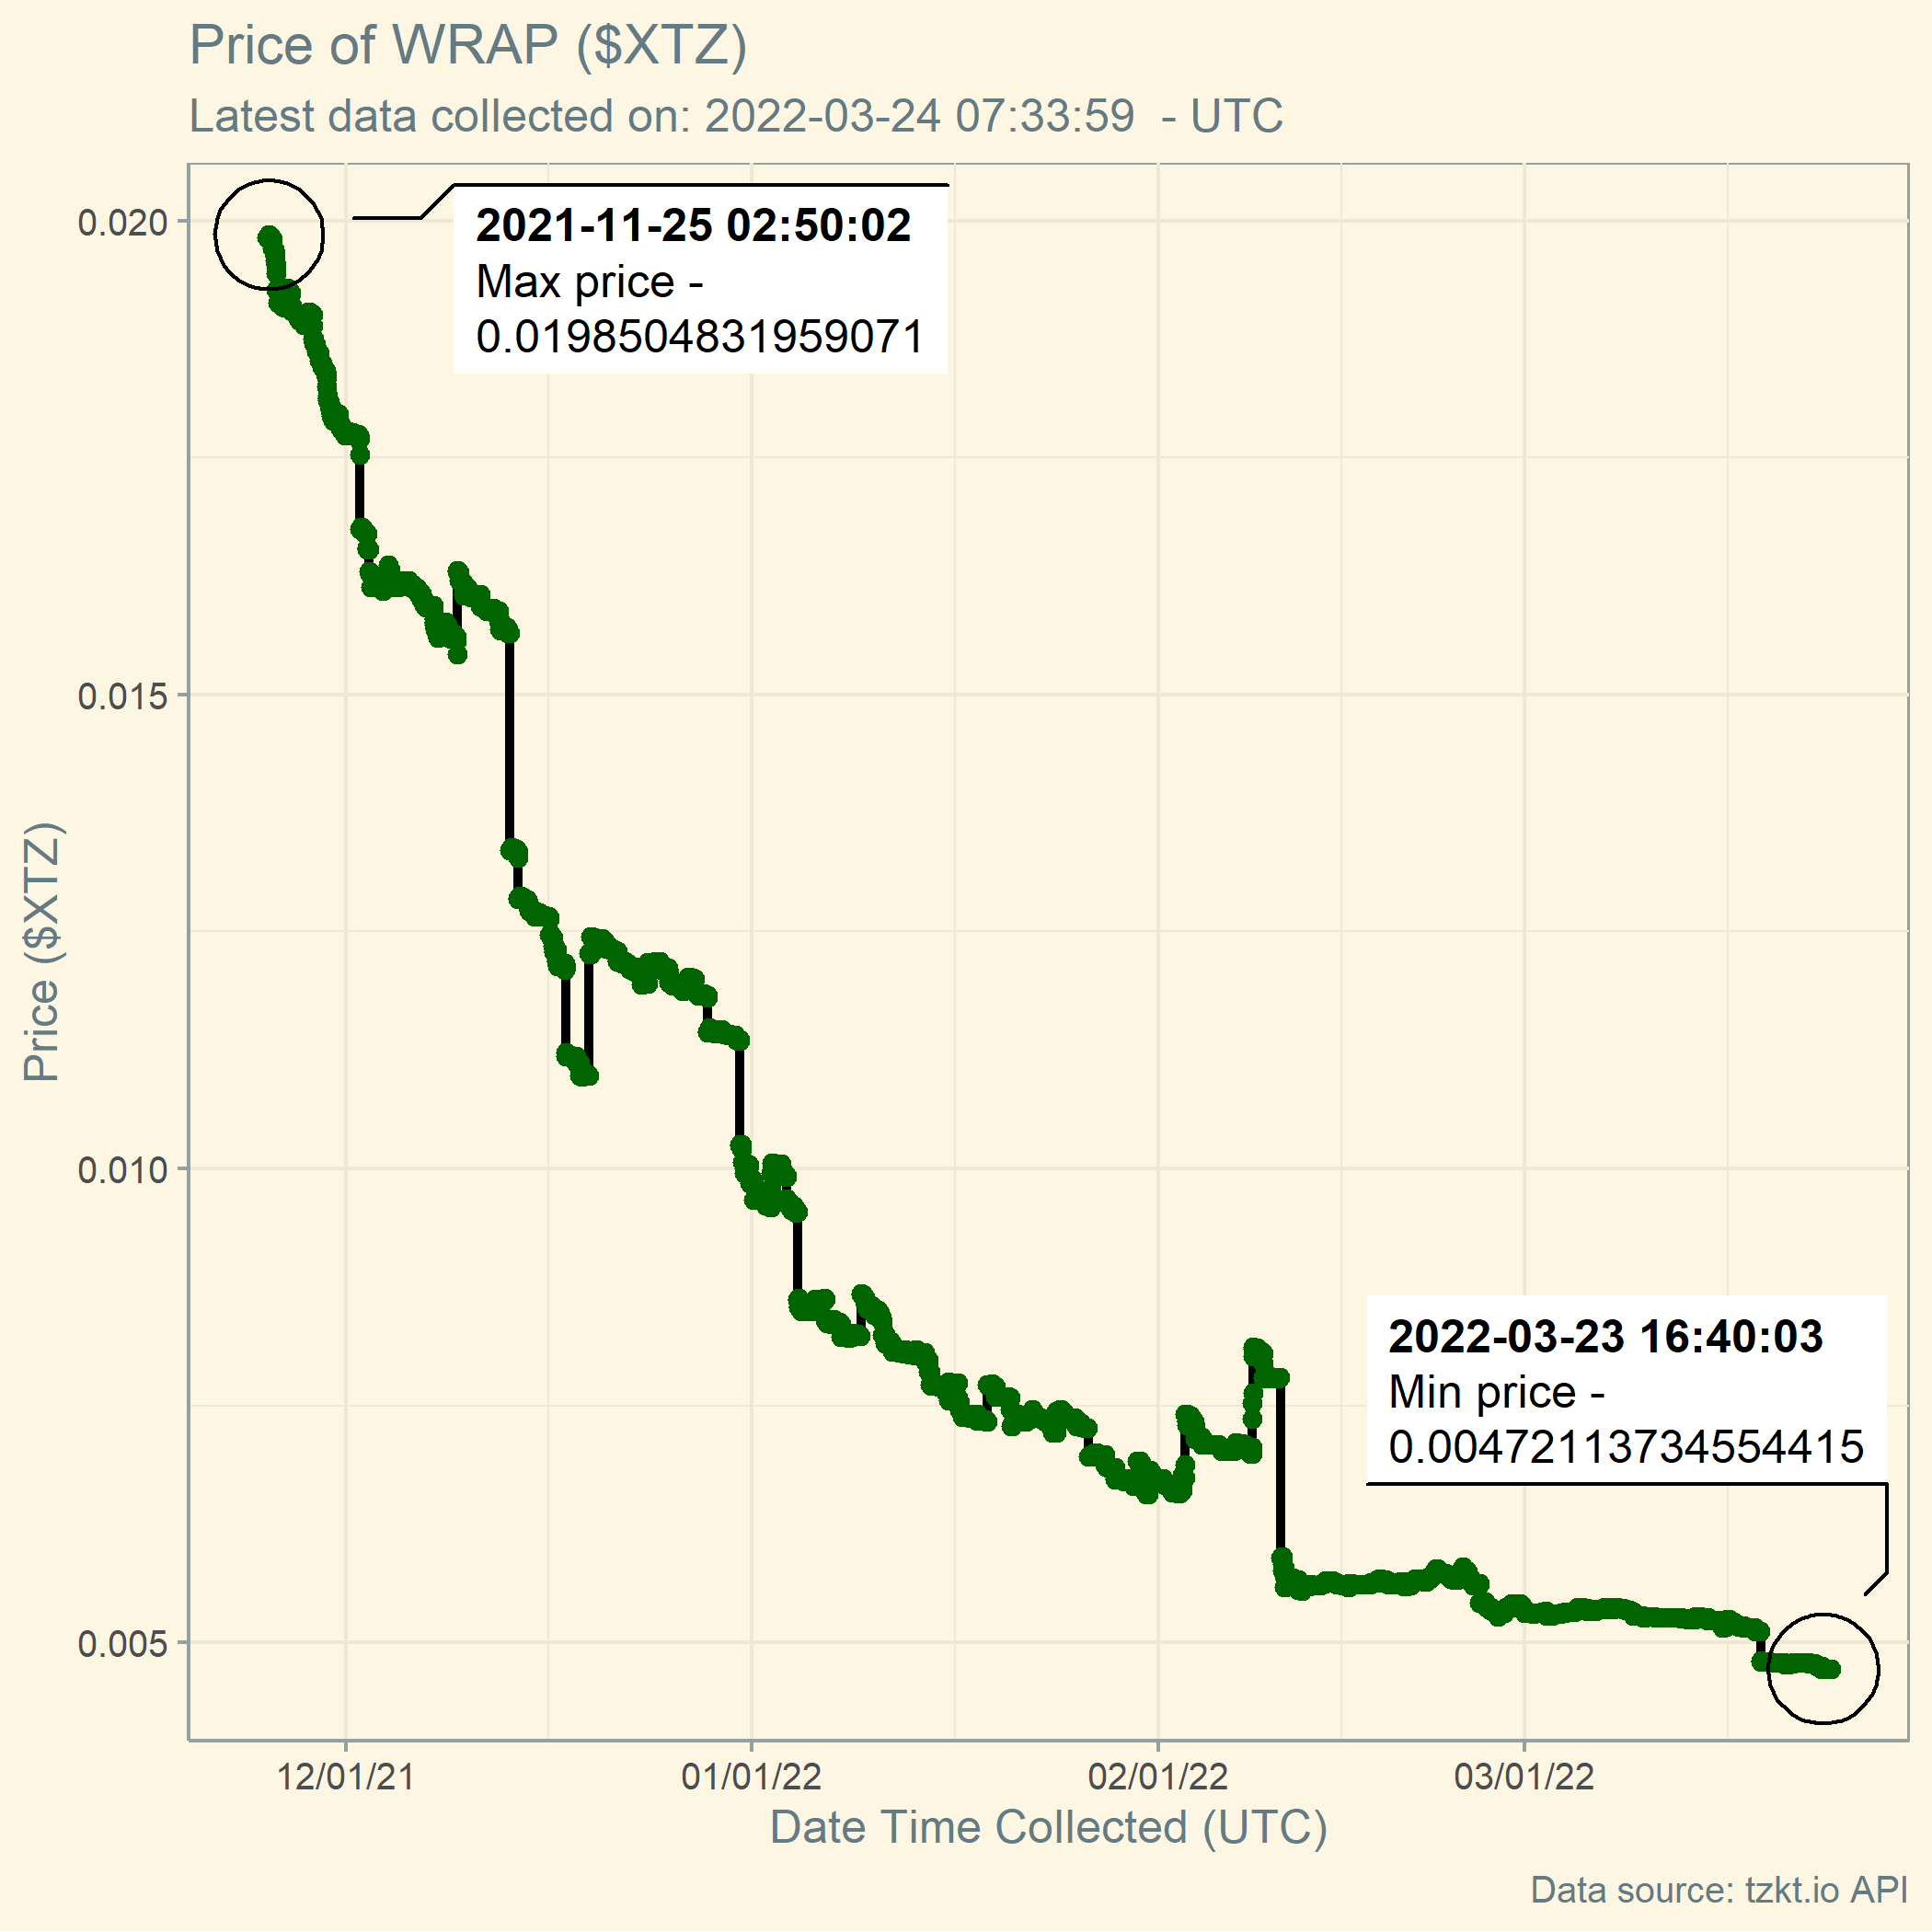 Price of WRAP ($XTZ)
Latest data collected on: 2022-03-24 07:33:59  - UTC
2021-11-25 02:50:02
Max price -
0.0198504831959071
0.020
0.015
0.010
0.005
Price ($XTZ)
2022-03-23 16:40:03
Min price -
0.00472113734554415
12/01/21
01/01/22
02/01/22
03/01/22
Date Time Collected (UTC)
Data source: tzkt.io API